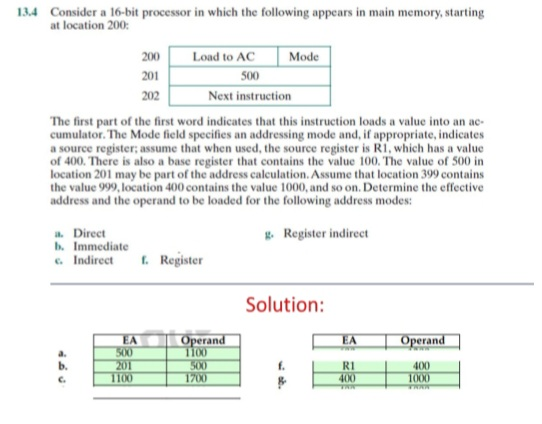 13.4 Consider a 16-bit processor in which the following appears in main memory, starting
at location 200:
200 Load to AC Mode
201 500
202 Next instruction
The first part of the first word indicates that this instruction loads a value into an ac-
cumulator. The Mode field specifies an addressing mode and, if appropriate, indicates
a source register; assume that when used, the source register is R1, which has a value
of 400. There is also a base register that contains the value 100. The value of 500 in
location 201 may be part of the address calculation. Assume that location 399 contains
the value 999, location 400 contains the value 1000, and so on. Determine the effective
address and the operand to be loaded for the following address modes:
a. Direct g. Register indirect
b. Immediate
c. Indirect f. Register
Solution:
EA Operand EA Operand
a. 500 1100
b. 201 500 f. R1 400
c. 1100 1700 g. 400 1000